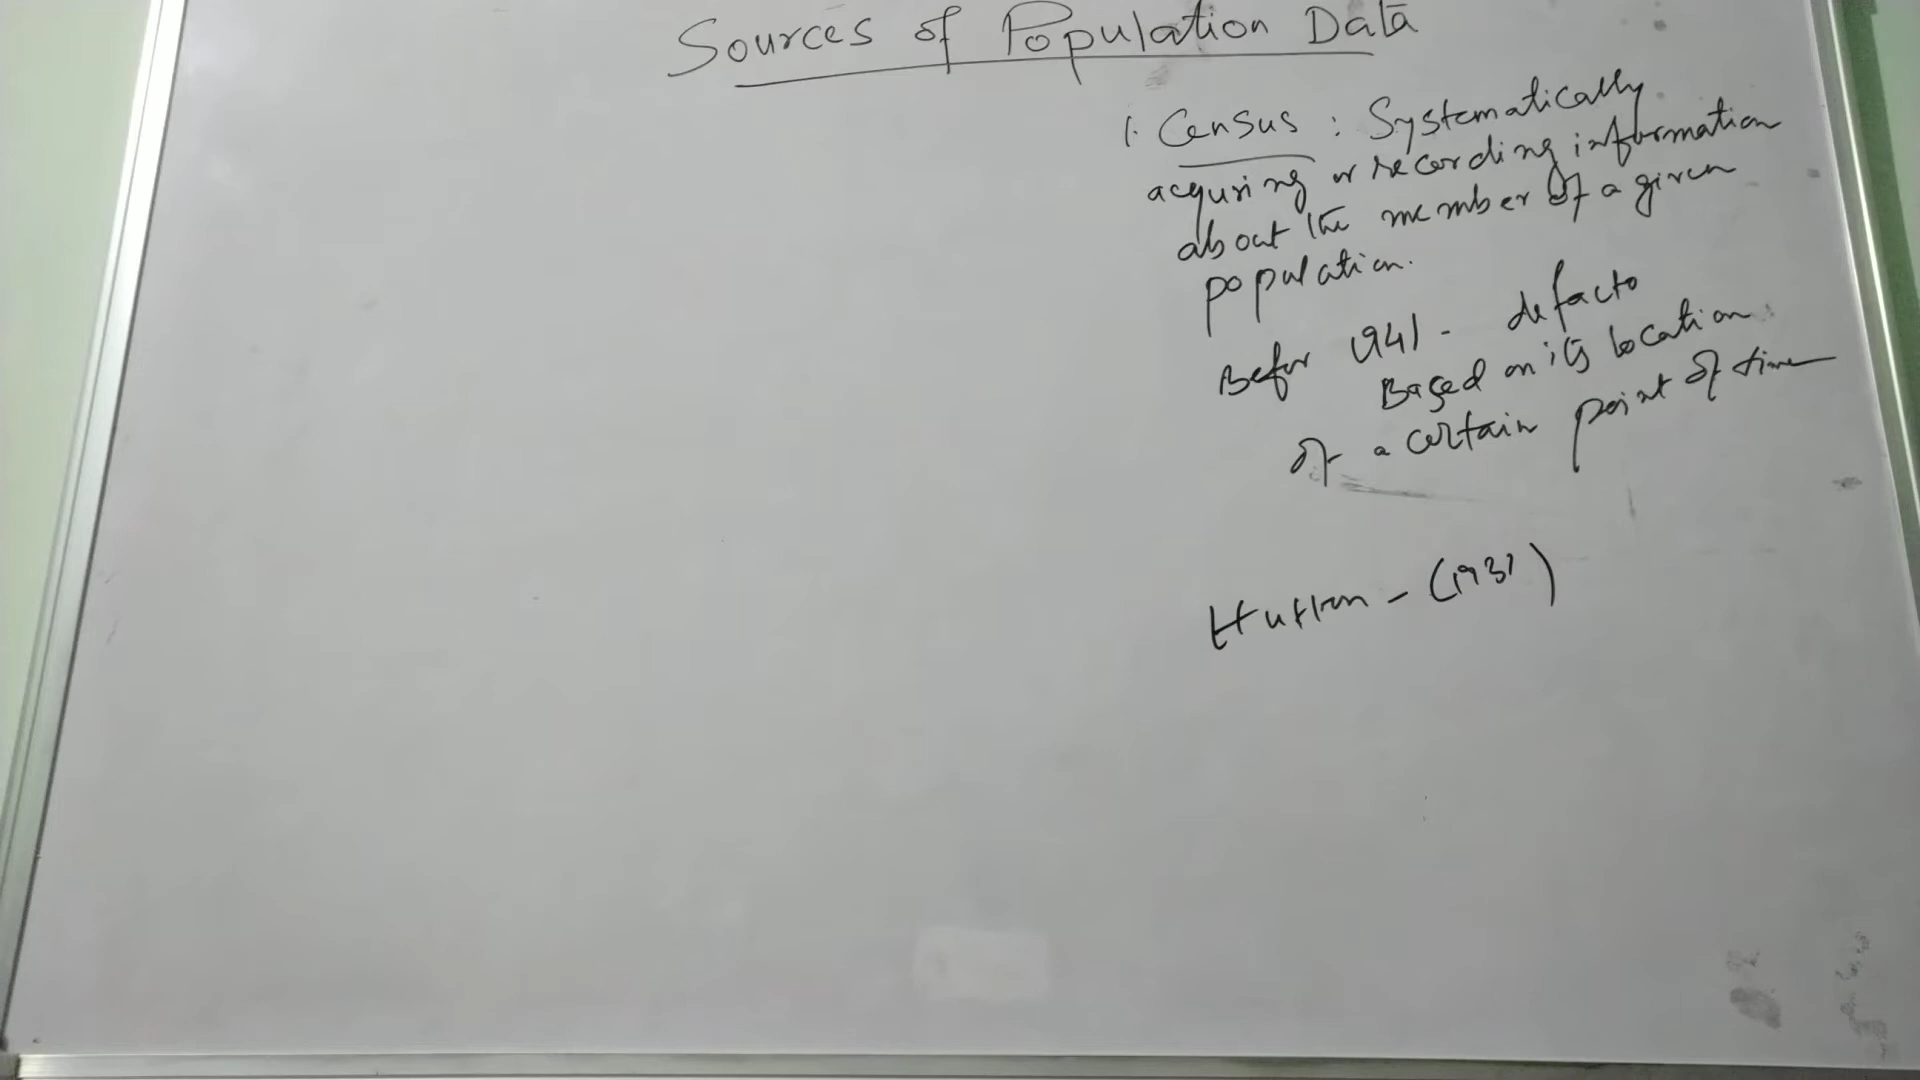 Sources of Population Data
1. Census : Systematically
acquring or recording information
about the member of a given
population.
Befor 1941 - defacto
Based on its location
of a certain point of time
Hutton - (1931)